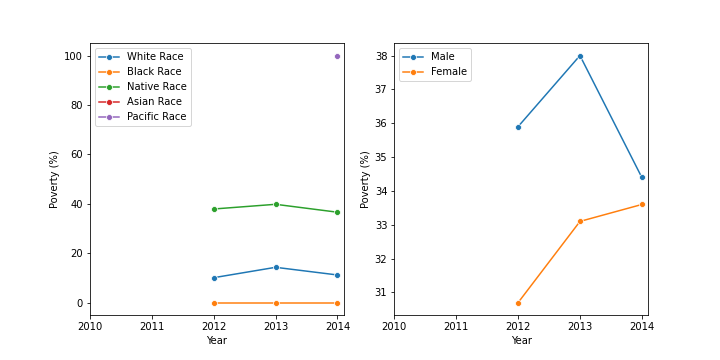 100
80
60
40
20
0
Poverty (%)
White Race
Black Race
Native Race
Asian Race
Pacific Race
2010 2011 2012 2013 2014
Year
38
37
36
35
34
33
32
31
Poverty (%)
Male
Female
2010 2011 2012 2013 2014
Year